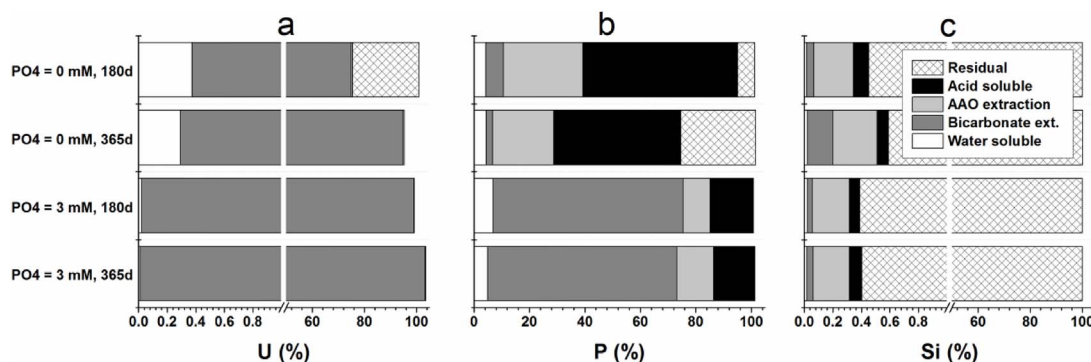 a b c
PO4 = 0 mM, 180d
PO4 = 0 mM, 365d
PO4 = 3 mM, 180d
PO4 = 3 mM, 365d
Residual
Acid soluble
AAO extraction
Bicarbonate ext.
Water soluble
0.0 0.2 0.4 0.6 0.8 60 80 100
U (%)
0 20 40 60 80 100
P (%)
0.0 0.2 0.4 0.6 0.8 60 80 100
Si (%)